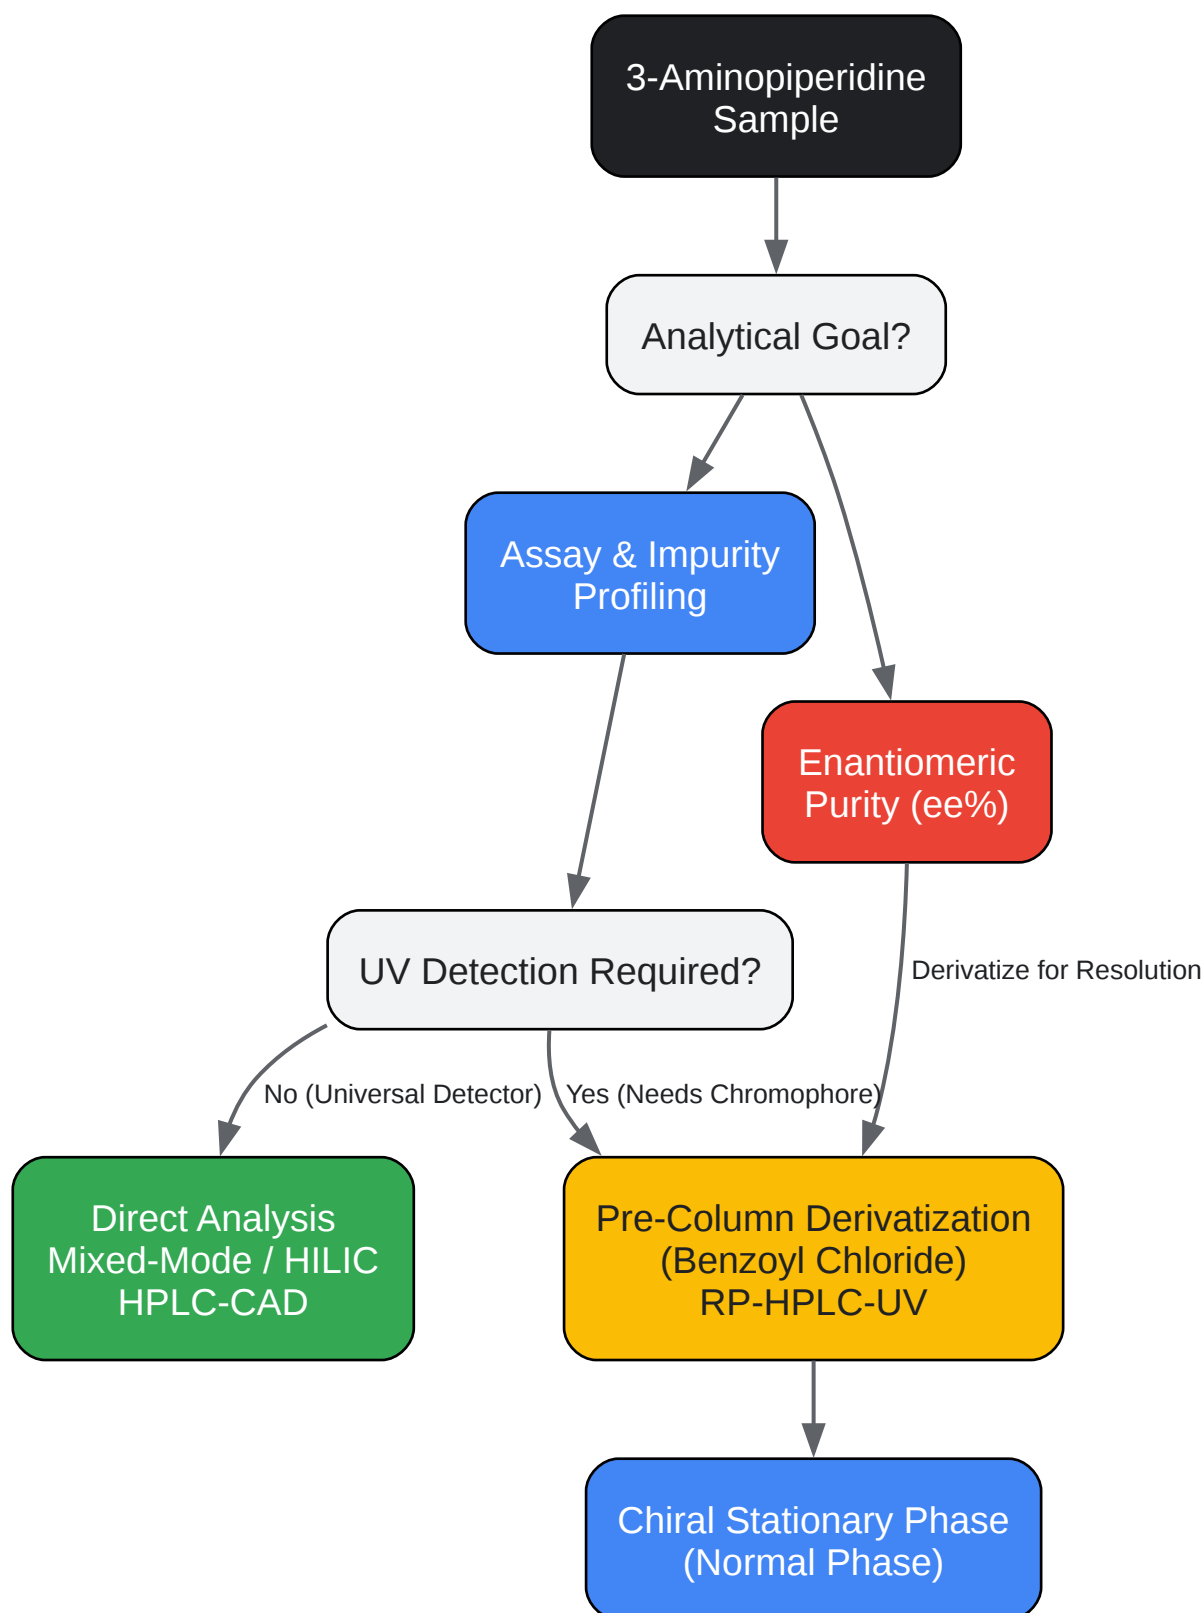 3-Aminopiperidine
Sample
Analytical Goal?
Assay & Impurity
Profiling
Enantiomeric
Purity (ee%)
UV Detection Required?
Derivatize for Resolution
No (Universal Detector)
Yes (Needs Chromophore)
Direct Analysis
Mixed-Mode / HILIC
HPLC-CAD
Pre-Column Derivatization
(Benzoyl Chloride)
RP-HPLC-UV
Chiral Stationary Phase
(Normal Phase)